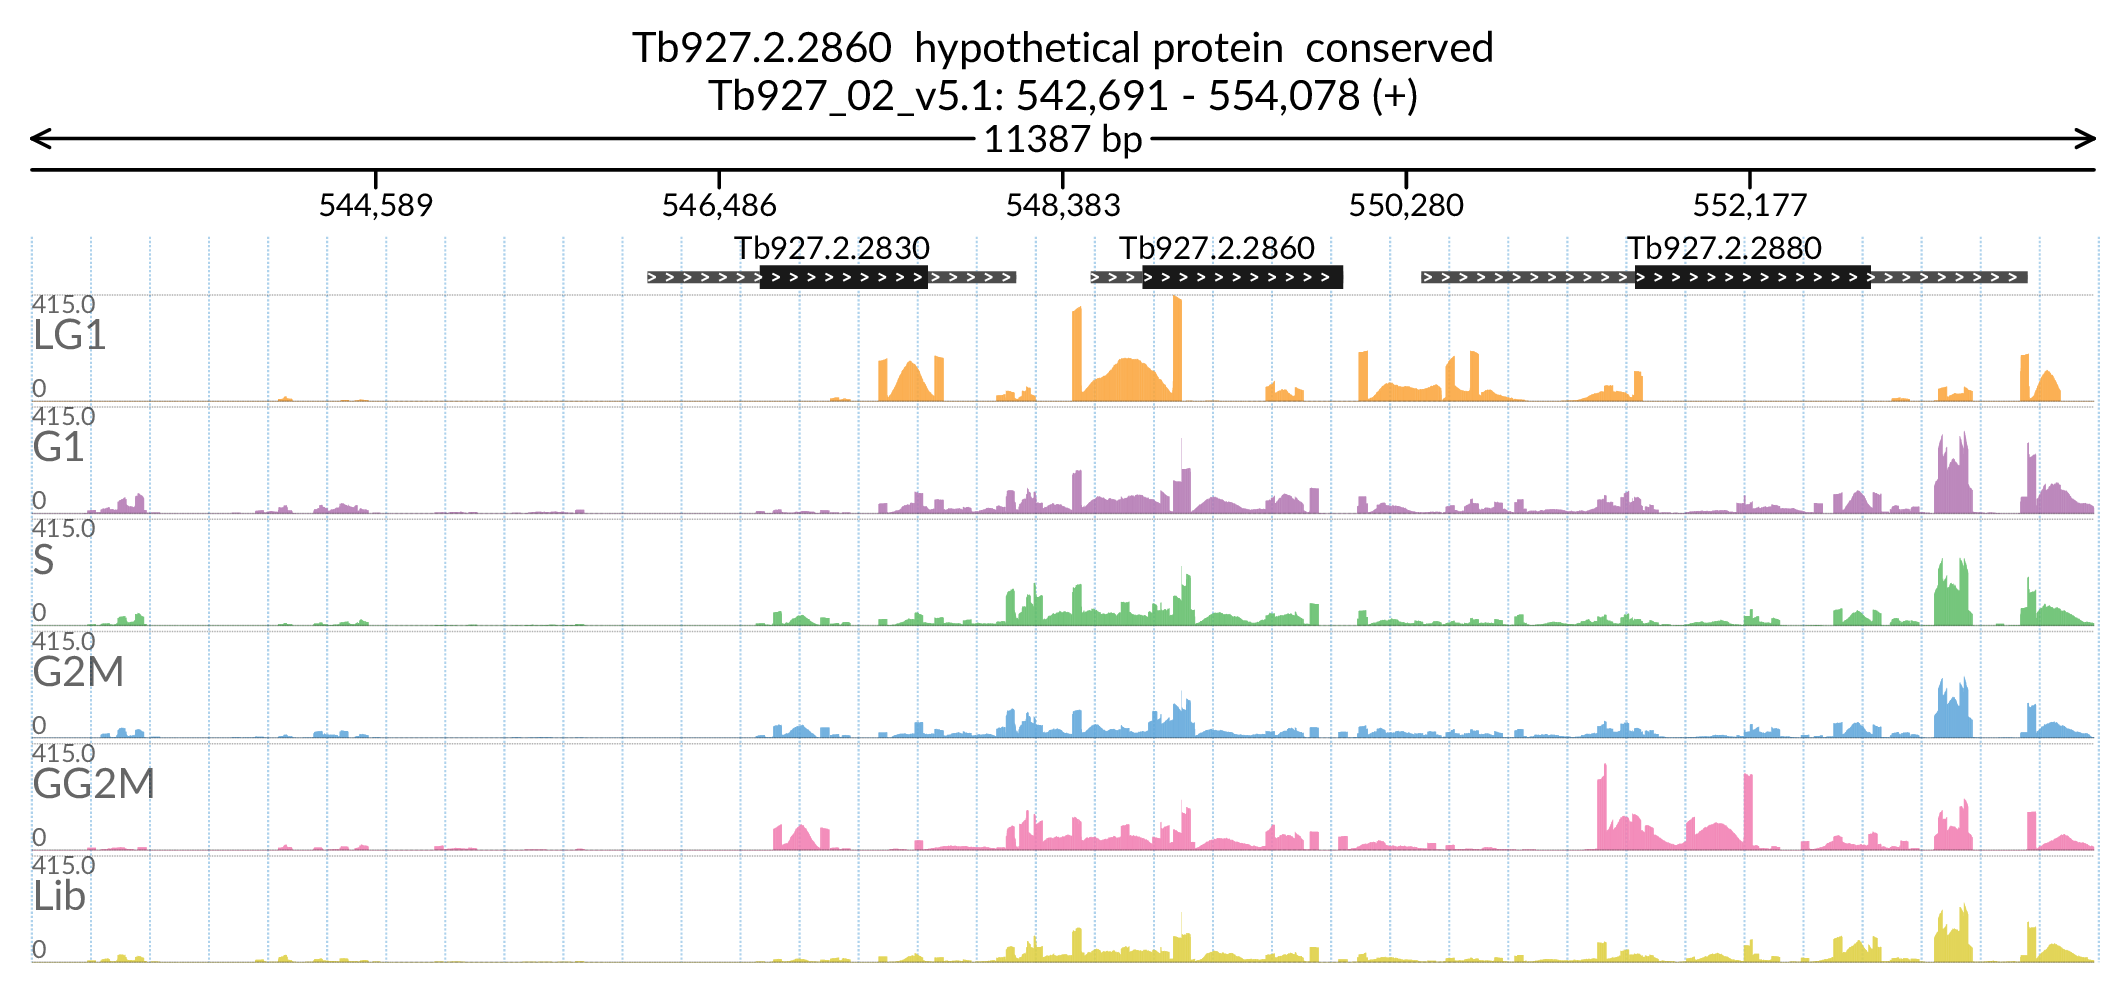 Tb927.2.2860  hypothetical protein  conserved
Tb927_02_v5.1: 542,691 - 554,078 (+)
11387 bp
544,589 546,486 548,383 550,280 552,177
Tb927.2.2830 Tb927.2.2860 Tb927.2.2880
415.0
LG1
0
415.0
G1
0
415.0
S
0
415.0
G2M
0
415.0
GG2M
0
415.0
Lib
0